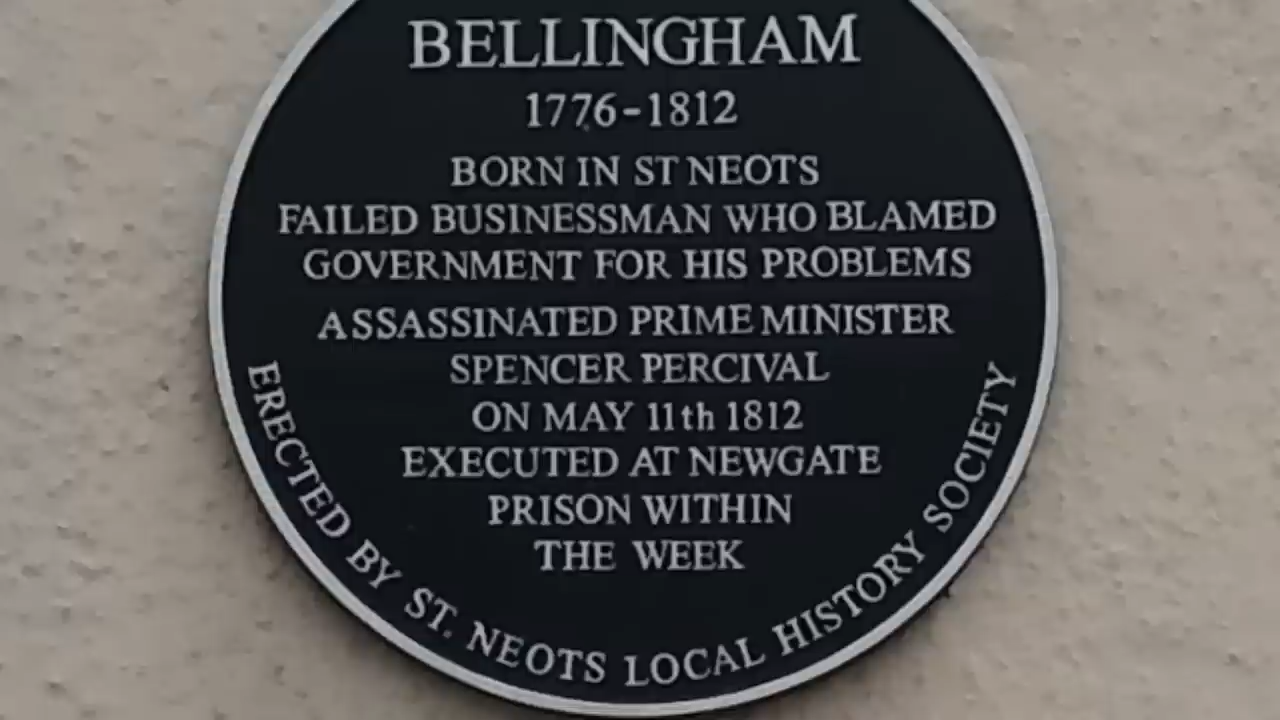 BELLINGHAM
1776-1812
BORN IN ST NEOTS
FAILED BUSINESSMAN WHO BLAMED
GOVERNMENT FOR HIS PROBLEMS
ASSASSINATED PRIME MINISTER
SPENCER PERCIVAL
ON MAY 11th 1812
EXECUTED AT NEWGATE
PRISON WITHIN
THE WEEK
ERECTED BY ST. NEOTS LOCAL HISTORY SOCIETY